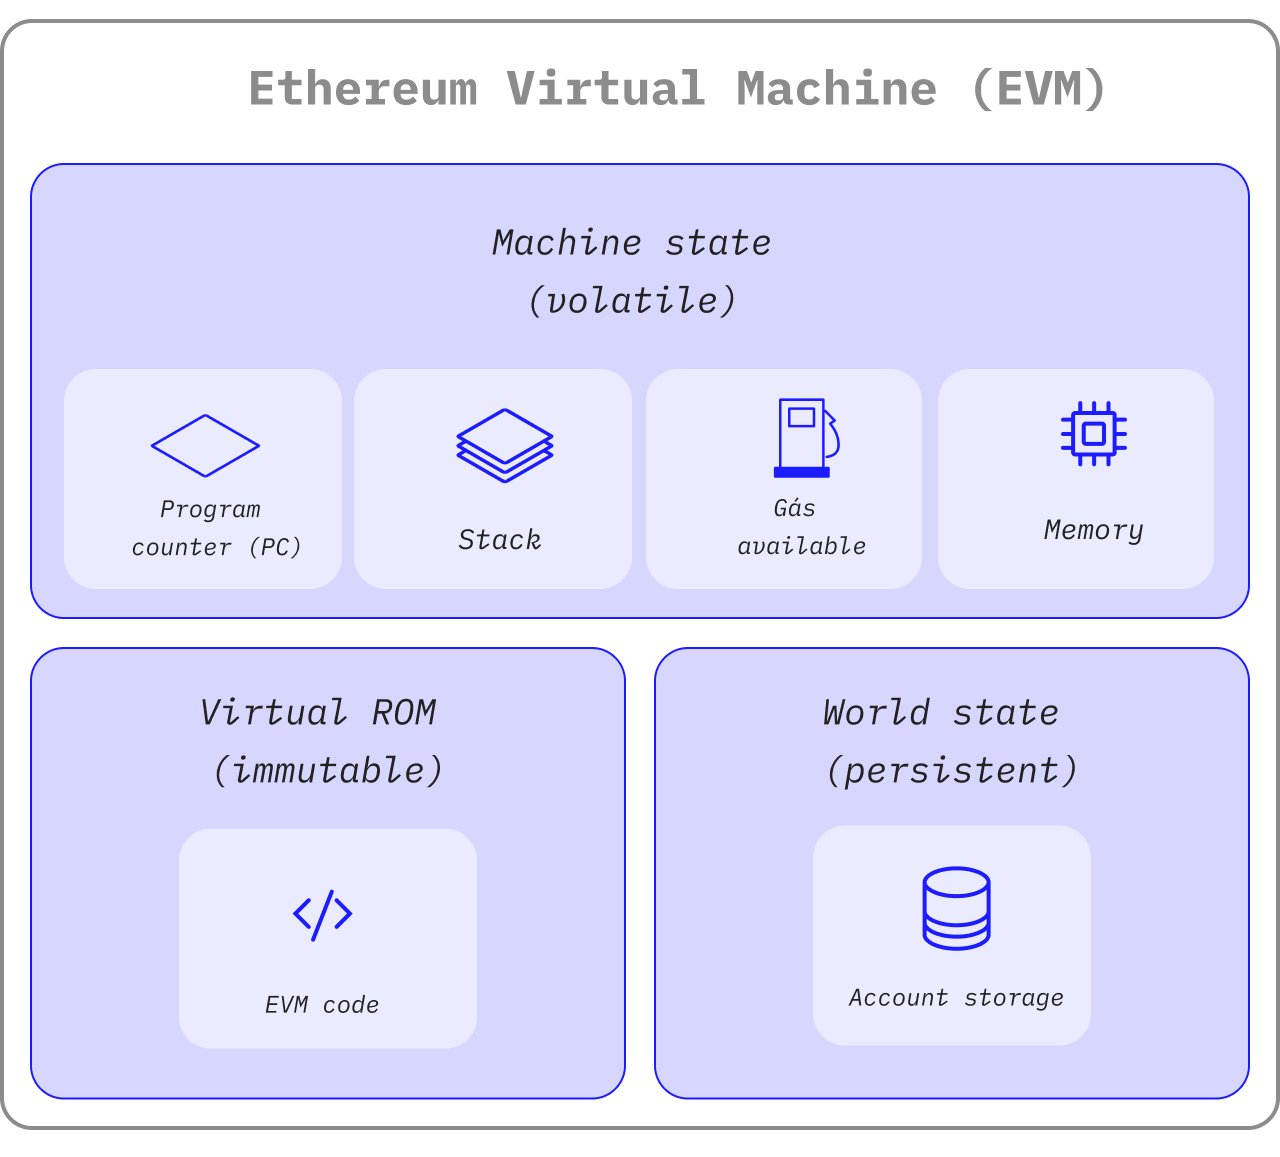 Ethereum Virtual Machine (EVM)
Machine state
(volatile)
Program
counter (PC)
Stack
Gás
available
Memory
Virtual ROM
(immutable)
World state
(persistent)
EVM code
Account storage